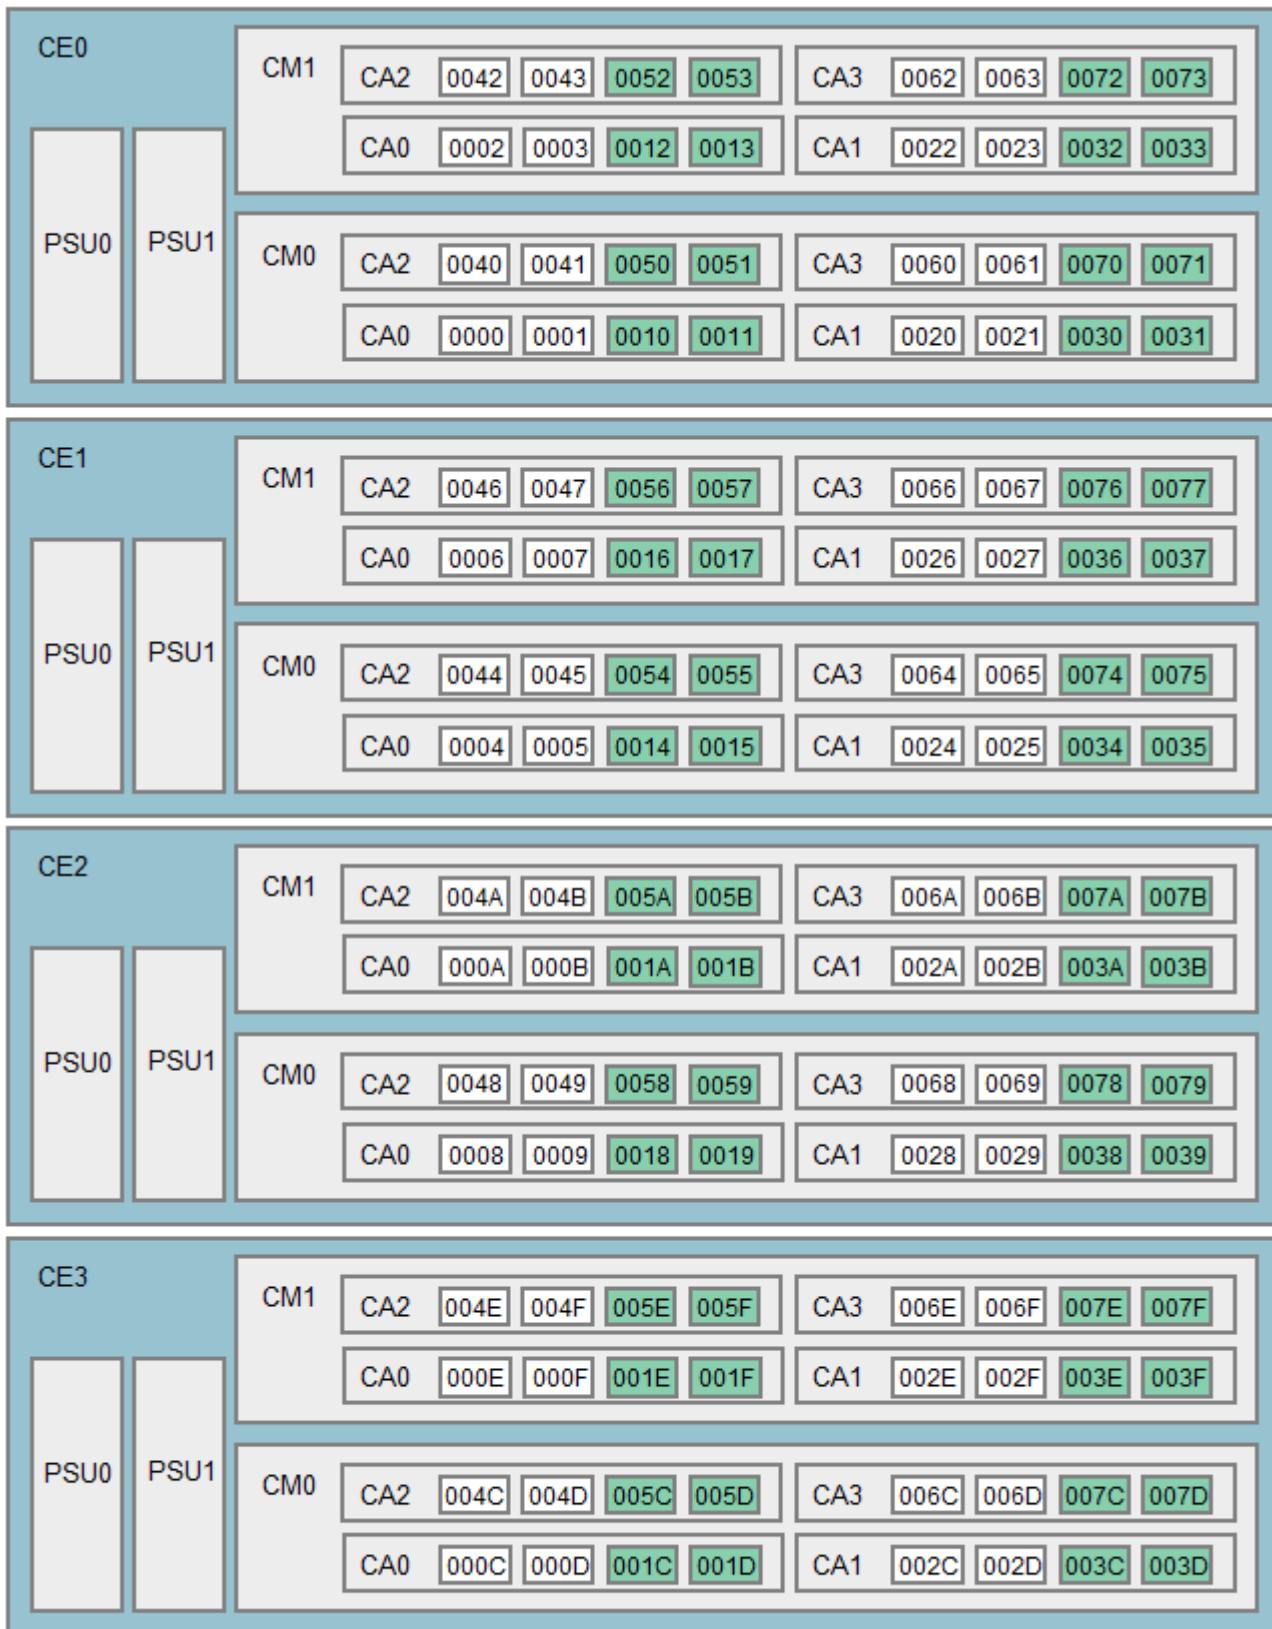 CE0
CM1 CA2 0042 0043 0052 0053 CA3 0062 0063 0072 0073
CA0 0002 0003 0012 0013 CA1 0022 0023 0032 0033
PSU0 PSU1
CM0 CA2 0040 0041 0050 0051 CA3 0060 0061 0070 0071
CA0 0000 0001 0010 0011 CA1 0020 0021 0030 0031
CE1
CM1 CA2 0046 0047 0056 0057 CA3 0066 0067 0076 0077
CA0 0006 0007 0016 0017 CA1 0026 0027 0036 0037
PSU0 PSU1
CM0 CA2 0044 0045 0054 0055 CA3 0064 0065 0074 0075
CA0 0004 0005 0014 0015 CA1 0024 0025 0034 0035
CE2
CM1 CA2 004A 004B 005A 005B CA3 006A 006B 007A 007B
CA0 000A 000B 001A 001B CA1 002A 002B 003A 003B
PSU0 PSU1
CM0 CA2 0048 0049 0058 0059 CA3 0068 0069 0078 0079
CA0 0008 0009 0018 0019 CA1 0028 0029 0038 0039
CE3
CM1 CA2 004E 004F 005E 005F CA3 006E 006F 007E 007F
CA0 000E 000F 001E 001F CA1 002E 002F 003E 003F
PSU0 PSU1
CM0 CA2 004C 004D 005C 005D CA3 006C 006D 007C 007D
CA0 000C 000D 001C 001D CA1 002C 002D 003C 003D